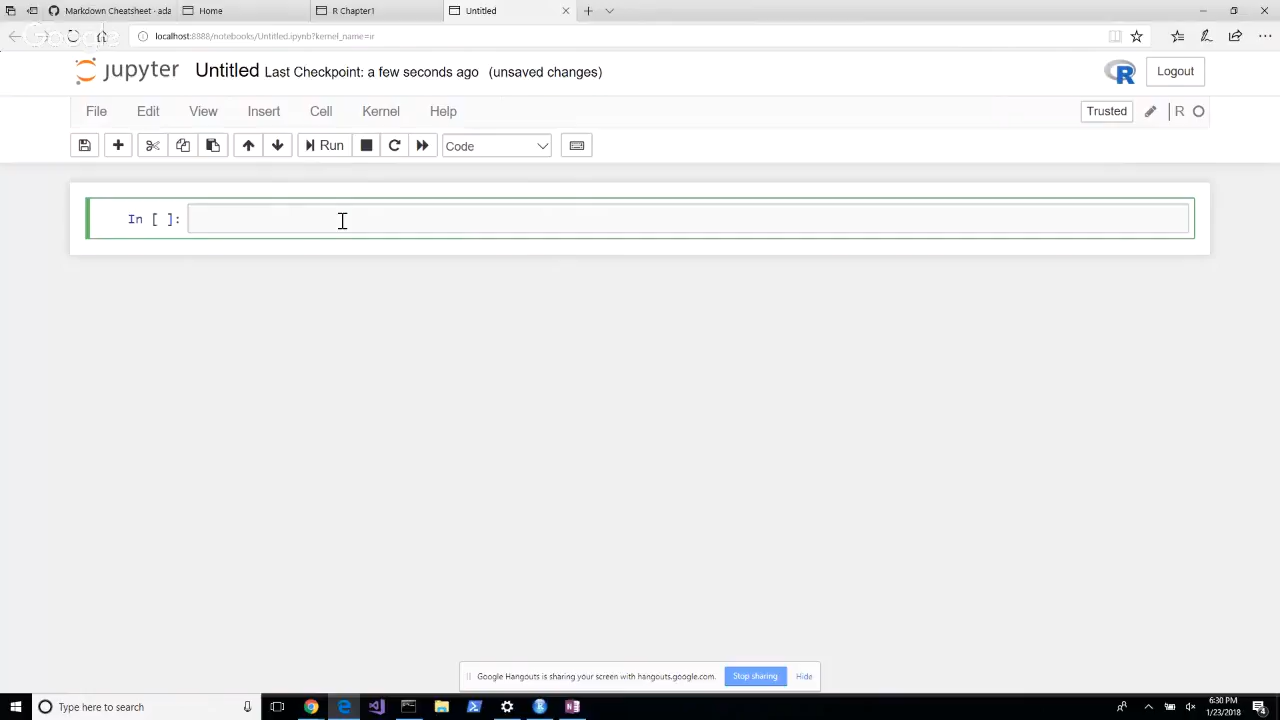 Markdown Cheatsheet · ada
Home
R Chapter1
Untitled
localhost:8888/notebooks/Untitled.ipynb?kernel_name=ir
Google
jupyter Untitled Last Checkpoint: a few seconds ago (unsaved changes)
R
Logout
File Edit View Insert Cell Kernel Help
Trusted
R
Run
Code
In [ ]:
Google Hangouts is sharing your screen with hangouts.google.com.
Stop sharing
Hide
Type here to search
6:30 PM
1/23/2018